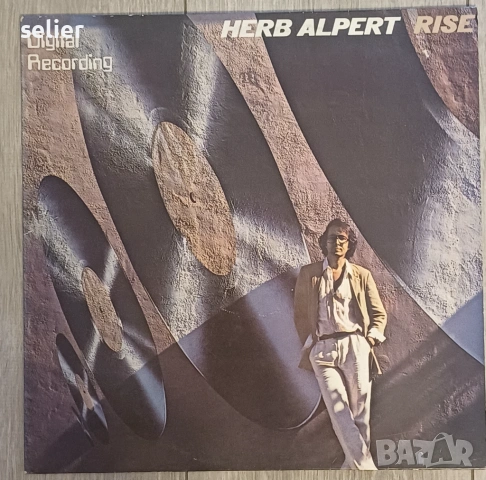 selier
HERB ALPERT RISE
Digital
Recording
BAZAR